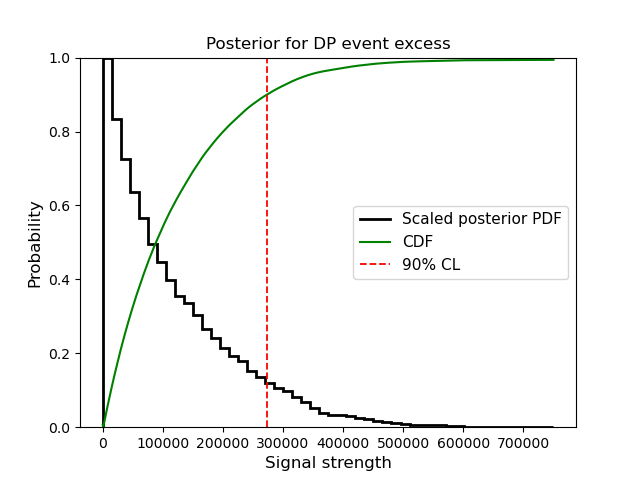 Posterior for DP event excess
1.0
0.8
0.6
0.4
0.2
0.0
Probability
Scaled posterior PDF
CDF
90% CL
0 100000 200000 300000 400000 500000 600000 700000
Signal strength